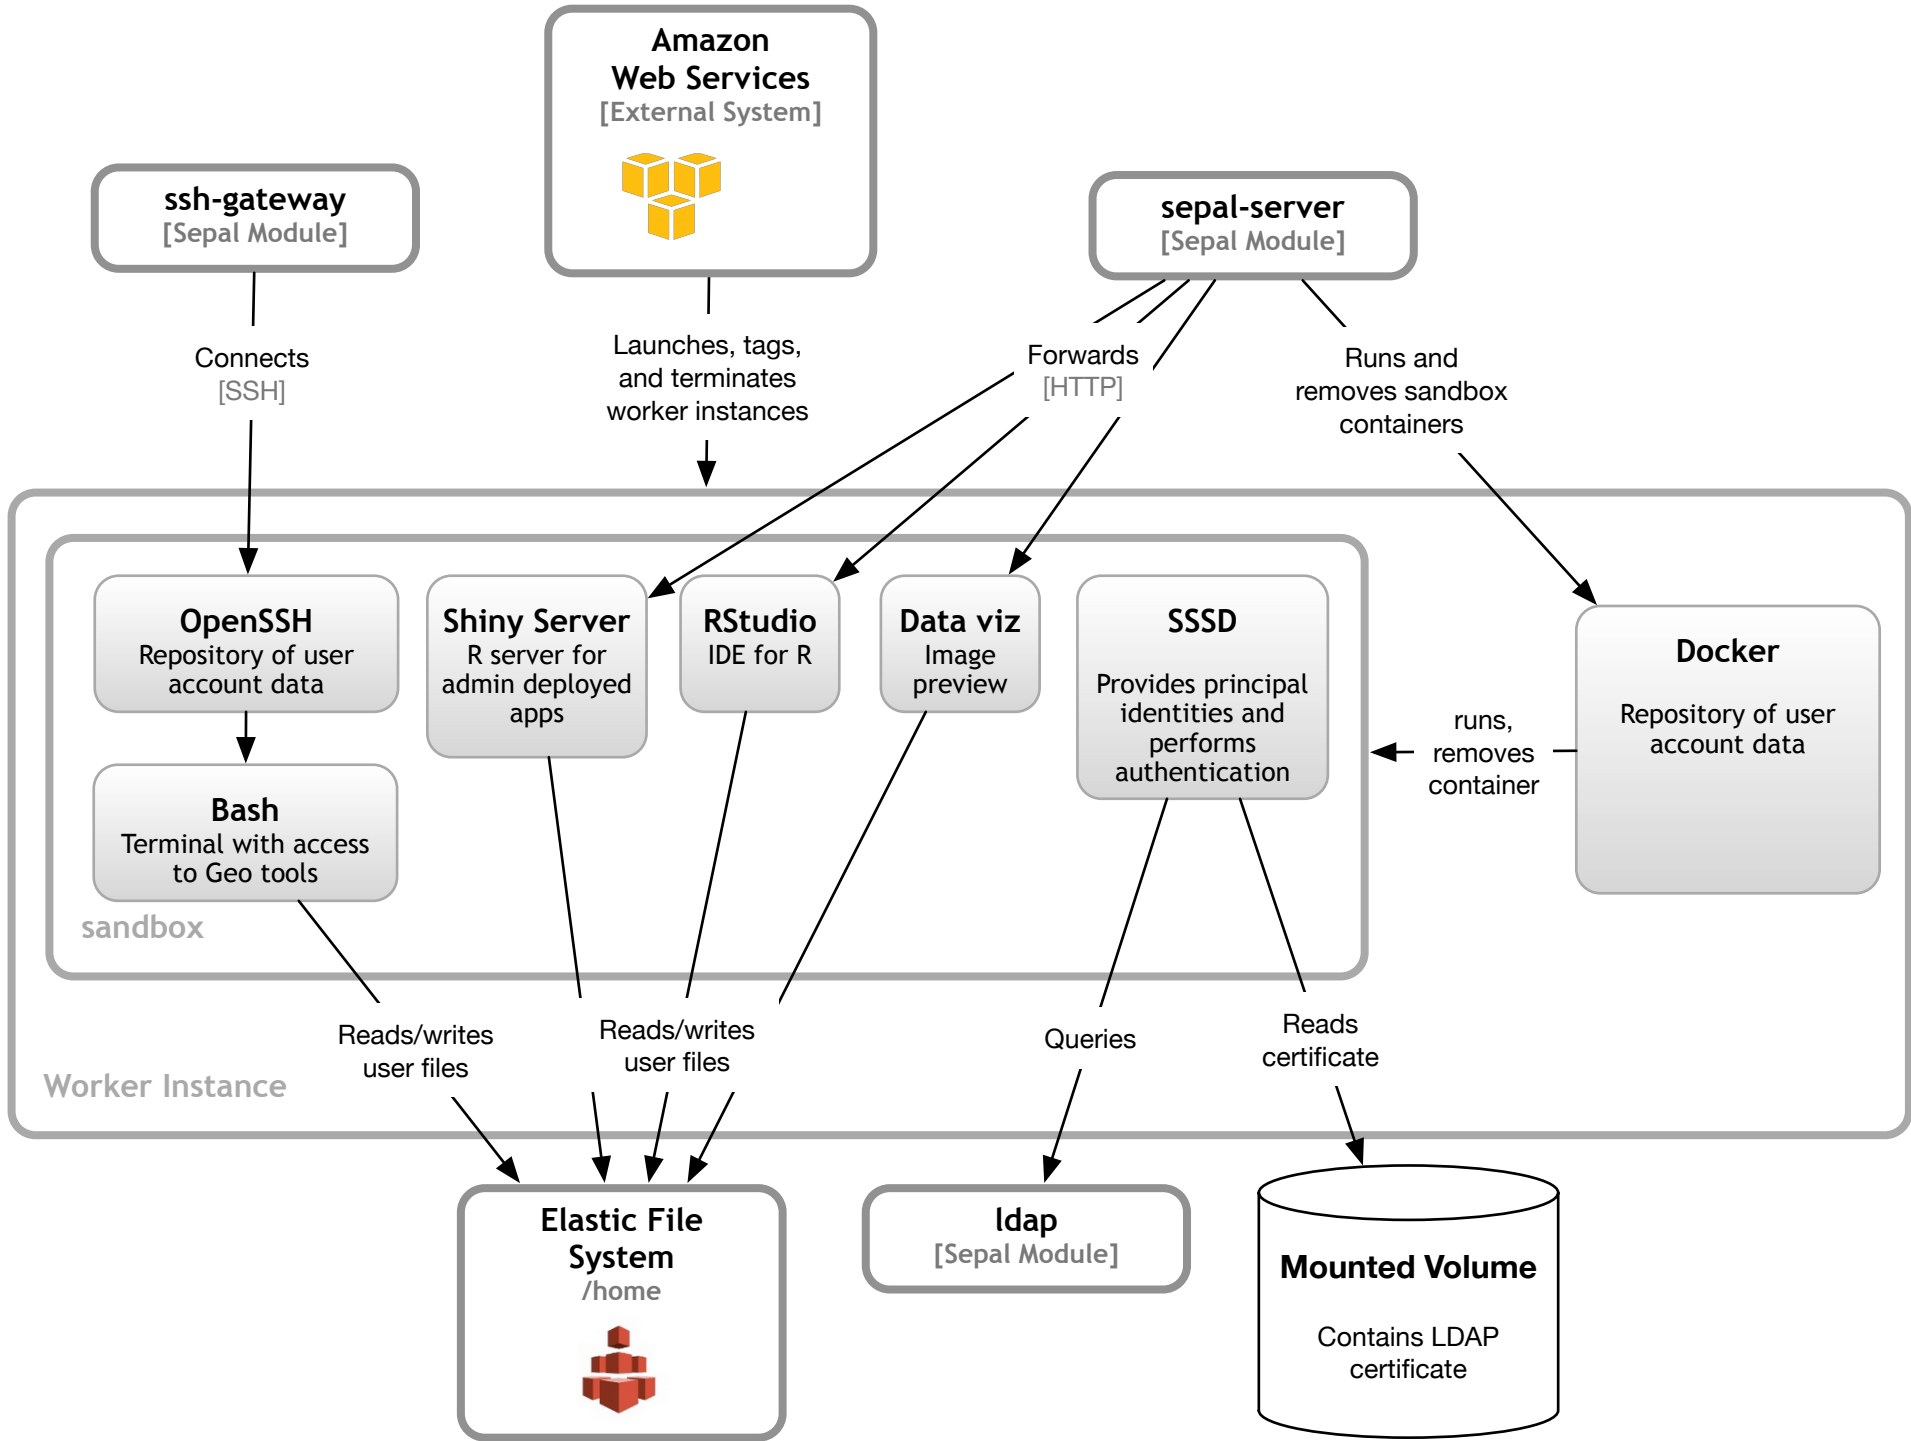 Amazon
Web Services
[External System]
ssh-gateway
[Sepal Module]
sepal-server
[Sepal Module]
Connects
[SSH]
Launches, tags,
and terminates
worker instances
Forwards
[HTTP]
Runs and
removes sandbox
containers
OpenSSH
Repository of user
account data
Shiny Server
R server for
admin deployed
apps
RStudio
IDE for R
Data viz
Image
preview
SSSD
Provides principal
identities and
performs
authentication
Docker
Repository of user
account data
runs,
removes
container
Bash
Terminal with access
to Geo tools
sandbox
Reads/writes
user files
Reads/writes
user files
Queries
Reads
certificate
Worker Instance
Elastic File
System
/home
ldap
[Sepal Module]
Mounted Volume
Contains LDAP
certificate